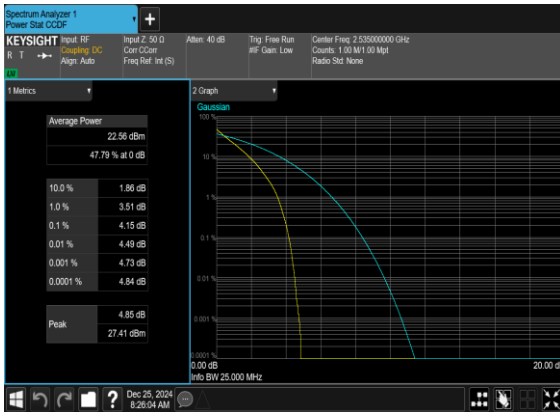 Spectrum Analyzer 1
Power Stat CCDF
+
KEYSIGHT
R T
LM
Input: RF
Coupling: DC
Align: Auto
Input Z: 50 Ω
Corr CCorr
Freq Ref: Int (S)
Atten: 40 dB
Trig: Free Run
#IF Gain: Low
Center Freq: 2.535000000 GHz
Counts: 1.00 M/1.00 Mpt
Radio Std: None
1 Metrics
Average Power
22.56 dBm
47.79 % at 0 dB
10.0 % 1.86 dB
1.0 % 3.51 dB
0.1 % 4.15 dB
0.01 % 4.49 dB
0.001 % 4.73 dB
0.0001 % 4.84 dB
Peak
4.85 dB
27.41 dBm
2 Graph
Gaussian
100 %
10 %
1 %
0.1 %
0.01 %
0.001 %
0.0001 %
0.00 dB
20.00 d
Info BW 25.000 MHz
?
Dec 25, 2024
8:26:04 AM